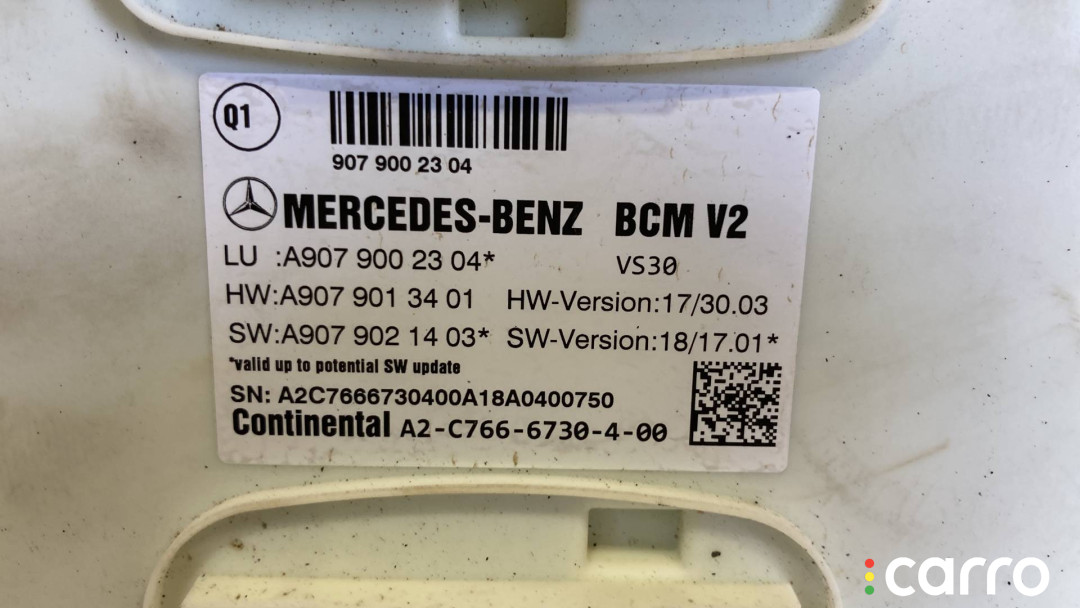 Q1
907 900 23 04
MERCEDES-BENZ BCM V2
LU :A907 900 23 04* VS30
HW:A907 901 34 01 HW-Version:17/30.03
SW:A907 902 14 03* SW-Version:18/17.01*
*valid up to potential SW update
SN: A2C7666730400A18A0400750
Continental A2-C766-6730-4-00
carro